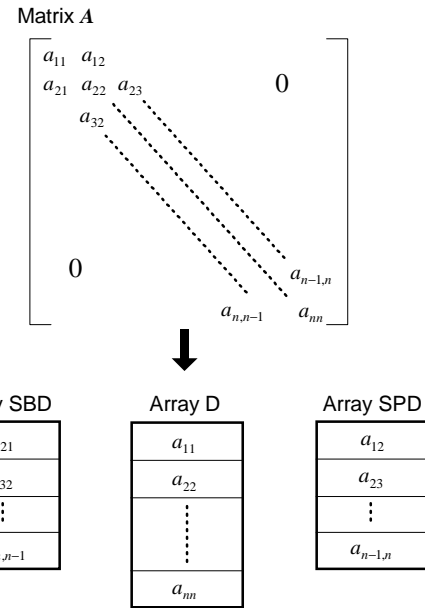 Matrix A
a11 a12
a21 a22 a23 0
a32
0 an−1,n
an,n−1 ann
SBD Array D Array SPD
21 a11 a12
32 a22 a23
,n−1 an−1,n
ann